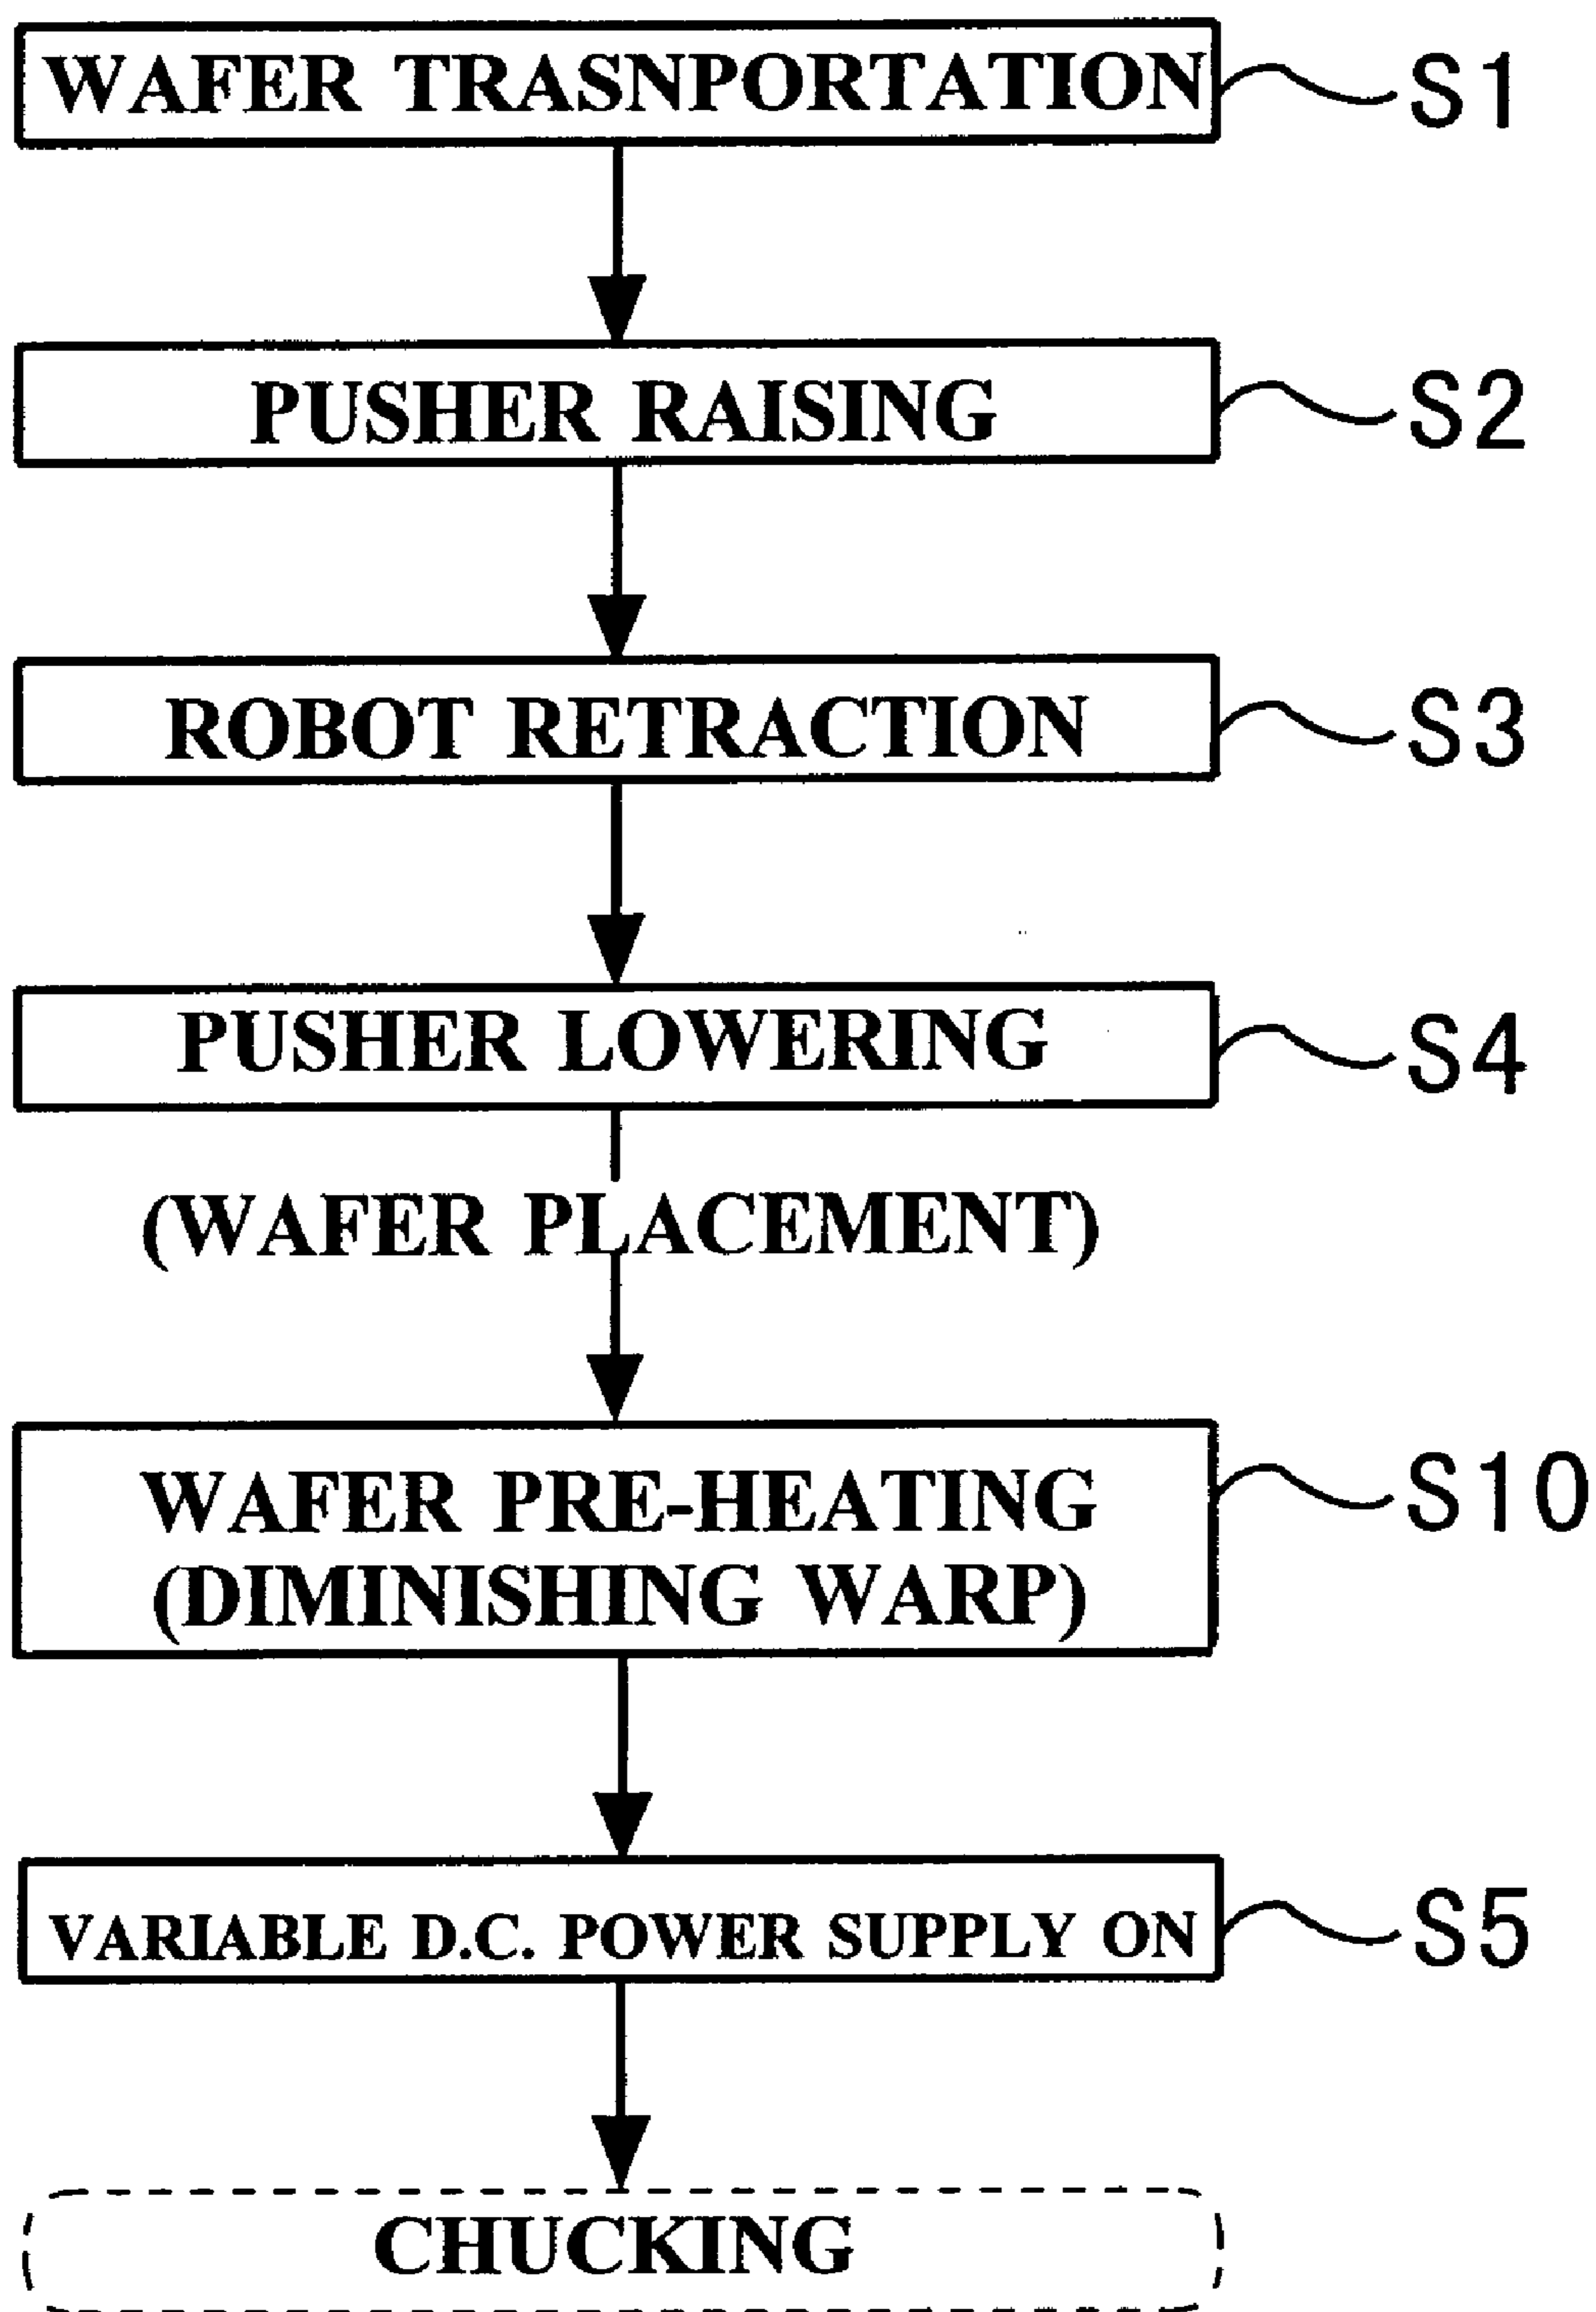 WAFER TRASNPORTATION S1
PUSHER RAISING S2
ROBOT RETRACTION S3
PUSHER LOWERING S4
(WAFER PLACEMENT)
WAFER PRE-HEATING S10
(DIMINISHING WARP)
VARIABLE D.C. POWER SUPPLY ON S5
CHUCKING